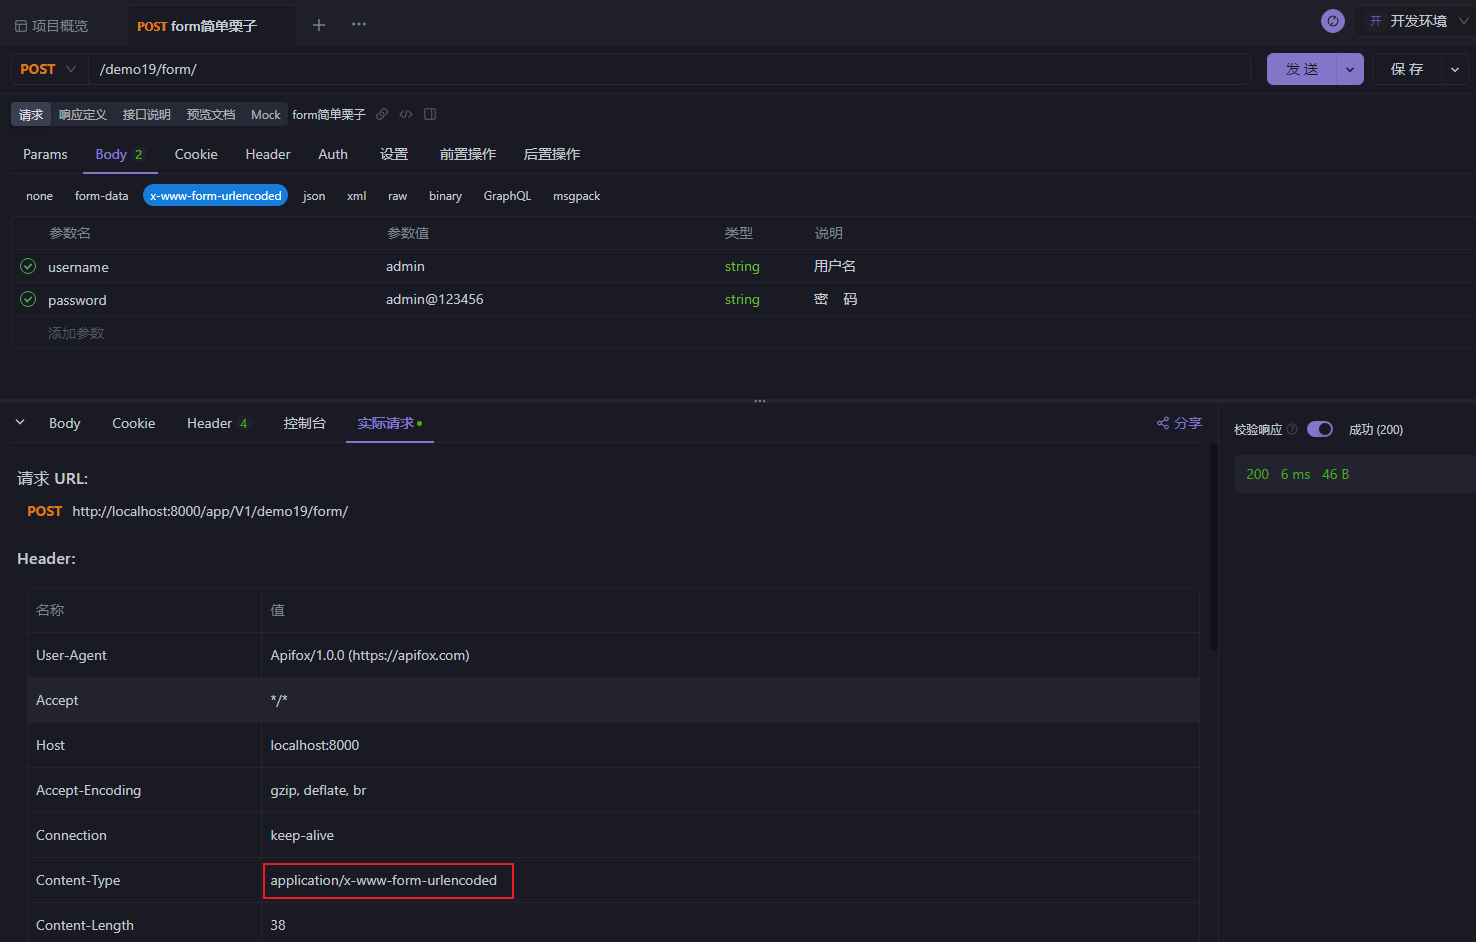 项目概览 POST form简单栗子 开 开发环境
POST /demo19/form/ 发 送 保 存
请求 响应定义 接口说明 预览文档 Mock form简单栗子
Params Body 2 Cookie Header Auth 设置 前置操作 后置操作
none form-data x-www-form-urlencoded json xml raw binary GraphQL msgpack
参数名 参数值 类型 说明
username admin string 用户名
password admin@123456 string 密 码
添加参数
Body Cookie Header 4 控制台 实际请求 分享 校验响应 成功 (200)
200 6 ms 46 B
请求 URL:
POST http://localhost:8000/app/V1/demo19/form/
Header:
名称 值
User-Agent Apifox/1.0.0 (https://apifox.com)
Accept */*
Host localhost:8000
Accept-Encoding gzip, deflate, br
Connection keep-alive
Content-Type application/x-www-form-urlencoded
Content-Length 38